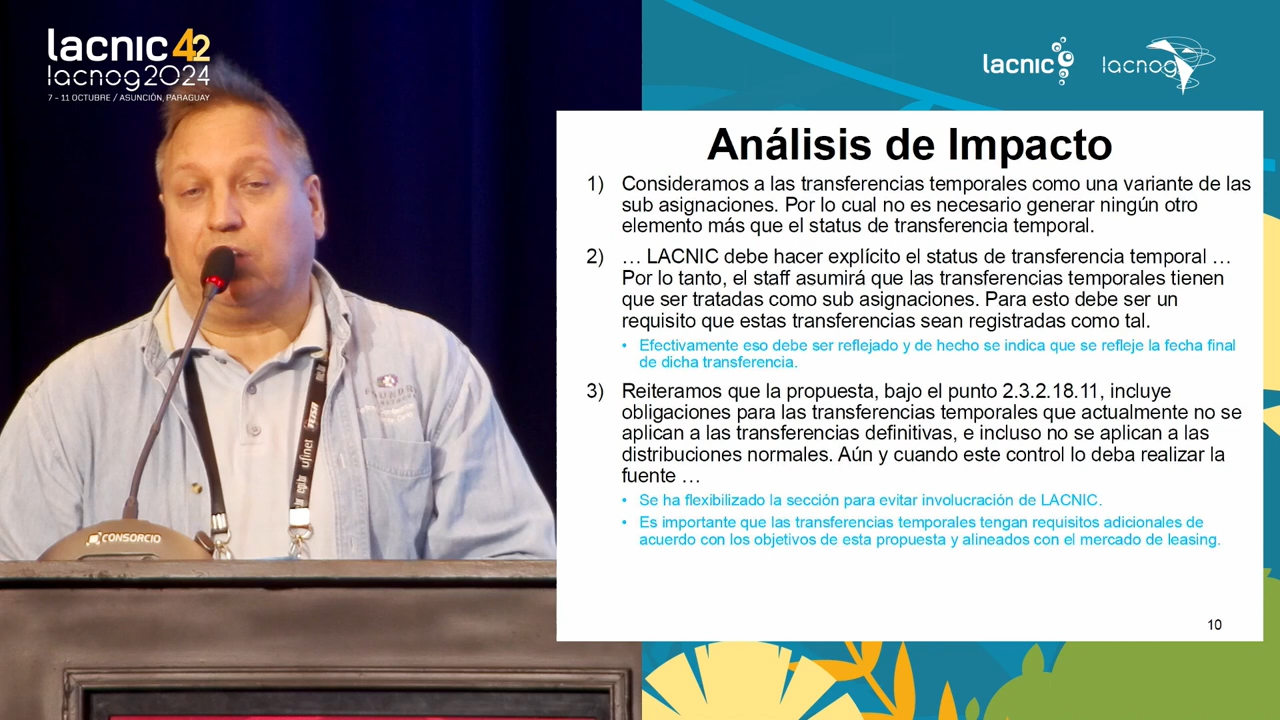 lacnic 42
lacnog2024
7 - 11 OCTUBRE / ASUNCIÓN, PARAGUAY
lacnic
lacnog
Análisis de Impacto
1) Consideramos a las transferencias temporales como una variante de las
sub asignaciones. Por lo cual no es necesario generar ningún otro
elemento más que el status de transferencia temporal.
2) … LACNIC debe hacer explícito el status de transferencia temporal …
Por lo tanto, el staff asumirá que las transferencias temporales tienen
que ser tratadas como sub asignaciones. Para esto debe ser un
requisito que estas transferencias sean registradas como tal.
• Efectivamente eso debe ser reflejado y de hecho se indica que se refleje la fecha final
de dicha transferencia.
3) Reiteramos que la propuesta, bajo el punto 2.3.2.18.11, incluye
obligaciones para las transferencias temporales que actualmente no se
aplican a las transferencias definitivas, e incluso no se aplican a las
distribuciones normales. Aún y cuando este control lo deba realizar la
fuente …
• Se ha flexibilizado la sección para evitar involucración de LACNIC.
• Es importante que las transferencias temporales tengan requisitos adicionales de
acuerdo con los objetivos de esta propuesta y alineados con el mercado de leasing.
10
ufinet
CONSORCIO